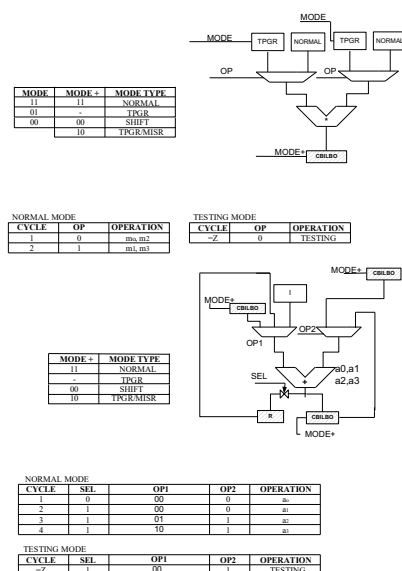 MODE
MODE
TPGR NORMAL TPGR NORMAL
OP OP
*
MODE+ CBILBO
MODE MODE + MODE TYPE
11 11 NORMAL
01 - TPGR
00 00 SHIFT
10 TPGR/MISR
NORMAL MODE
CYCLE OP OPERATION
1 0 m0, m2
2 1 m1, m3
TESTING MODE
CYCLE OP OPERATION
=Z 0 TESTING
MODE+ CBILBO
MODE+ CBILBO
1
OP1 OP2
SEL
+
a0,a1
a2,a3
R CBILBO
MODE+
MODE + MODE TYPE
11 NORMAL
- TPGR
00 SHIFT
10 TPGR/MISR
NORMAL MODE
CYCLE SEL OP1 OP2 OPERATION
1 0 00 0 a0
2 1 00 0 a1
3 1 01 1 a2
4 1 10 1 a3
TESTING MODE
CYCLE SEL OP1 OP2 OPERATION
=Z 1 00 1 TESTING